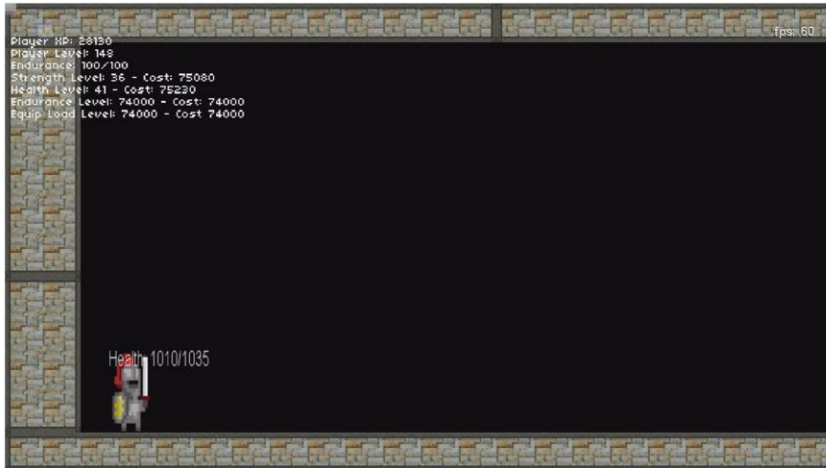 fps: 60
Player XP: 28130
Player Level: 148
Endurance: 100/100
Strength Level: 36 - Cost: 75080
Health Level: 41 - Cost: 75230
Endurance Level: 74000 - Cost: 74000
Equip Load Level: 74000 - Cost 74000
Health: 1010/1035